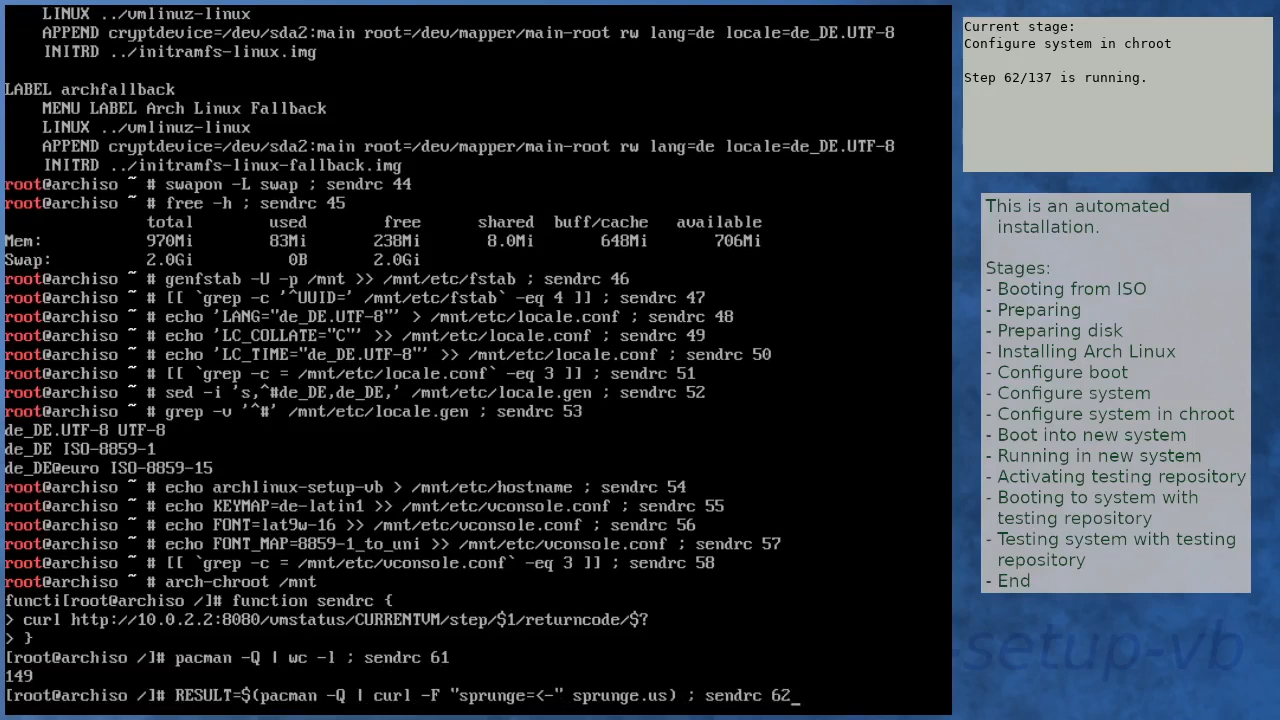 LINUX ../vmlinuz-linux
APPEND cryptdevice=/dev/sda2:main root=/dev/mapper/main-root rw lang=de locale=de_DE.UTF-8
INITRD ../initramfs-linux.img
LABEL archfallback
MENU LABEL Arch Linux Fallback
LINUX ../vmlinuz-linux
APPEND cryptdevice=/dev/sda2:main root=/dev/mapper/main-root rw lang=de locale=de_DE.UTF-8
INITRD ../initramfs-linux-fallback.img
root@archiso ~ # swapon -L swap ; sendrc 44
root@archiso ~ # free -h ; sendrc 45
total used free shared buff/cache available
Mem: 970Mi 83Mi 238Mi 8.0Mi 648Mi 706Mi
Swap: 2.0Gi 0B 2.0Gi
root@archiso ~ # genfstab -U -p /mnt >> /mnt/etc/fstab ; sendrc 46
root@archiso ~ # [[ `grep -c '^UUID=' /mnt/etc/fstab` -eq 4 ]] ; sendrc 47
root@archiso ~ # echo 'LANG="de_DE.UTF-8"' > /mnt/etc/locale.conf ; sendrc 48
root@archiso ~ # echo 'LC_COLLATE="C"' >> /mnt/etc/locale.conf ; sendrc 49
root@archiso ~ # echo 'LC_TIME="de_DE.UTF-8"' >> /mnt/etc/locale.conf ; sendrc 50
root@archiso ~ # [[ `grep -c = /mnt/etc/locale.conf` -eq 3 ]] ; sendrc 51
root@archiso ~ # sed -i 's,^#de_DE,de_DE,' /mnt/etc/locale.gen ; sendrc 52
root@archiso ~ # grep -v '^#' /mnt/etc/locale.gen ; sendrc 53
de_DE.UTF-8 UTF-8
de_DE ISO-8859-1
de_DE@euro ISO-8859-15
root@archiso ~ # echo archlinux-setup-vb > /mnt/etc/hostname ; sendrc 54
root@archiso ~ # echo KEYMAP=de-latin1 >> /mnt/etc/vconsole.conf ; sendrc 55
root@archiso ~ # echo FONT=lat9w-16 >> /mnt/etc/vconsole.conf ; sendrc 56
root@archiso ~ # echo FONT_MAP=8859-1_to_uni >> /mnt/etc/vconsole.conf ; sendrc 57
root@archiso ~ # [[ `grep -c = /mnt/etc/vconsole.conf` -eq 3 ]] ; sendrc 58
root@archiso ~ # arch-chroot /mnt
functi[root@archiso /]# function sendrc {
> curl http://10.0.2.2:8080/vmstatus/CURRENTVM/step/$1/returncode/$?
> }
[root@archiso /]# pacman -Q | wc -l ; sendrc 61
149
[root@archiso /]# RESULT=$(pacman -Q | curl -F "sprunge=<-" sprunge.us) ; sendrc 62_
Current stage:
Configure system in chroot
Step 62/137 is running.
This is an automated
installation.
Stages:
- Booting from ISO
- Preparing
- Preparing disk
- Installing Arch Linux
- Configure boot
- Configure system
- Configure system in chroot
- Boot into new system
- Running in new system
- Activating testing repository
- Booting to system with
testing repository
- Testing system with testing
repository
- End
-setup-vb